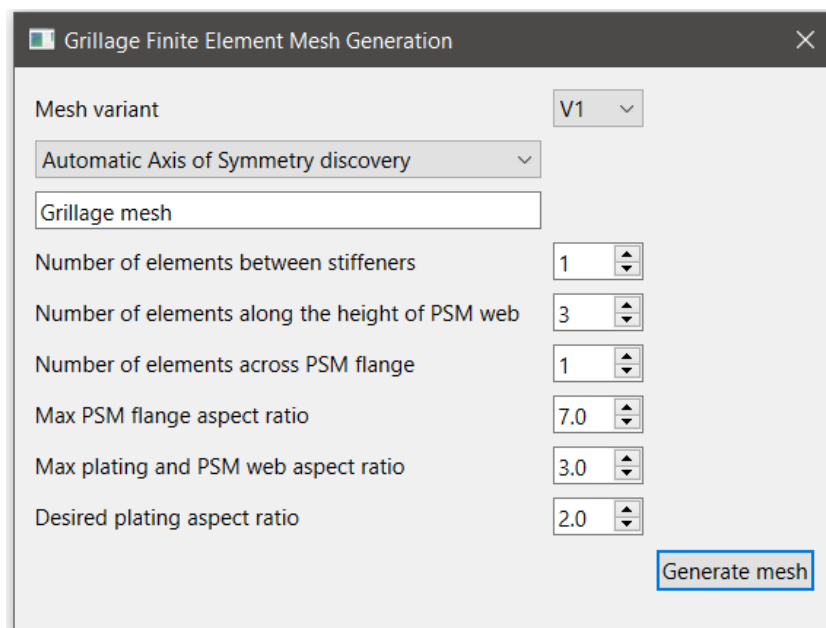 Grillage Finite Element Mesh Generation
Mesh variant V1
Automatic Axis of Symmetry discovery
Grillage mesh
Number of elements between stiffeners 1
Number of elements along the height of PSM web 3
Number of elements across PSM flange 1
Max PSM flange aspect ratio 7.0
Max plating and PSM web aspect ratio 3.0
Desired plating aspect ratio 2.0
Generate mesh